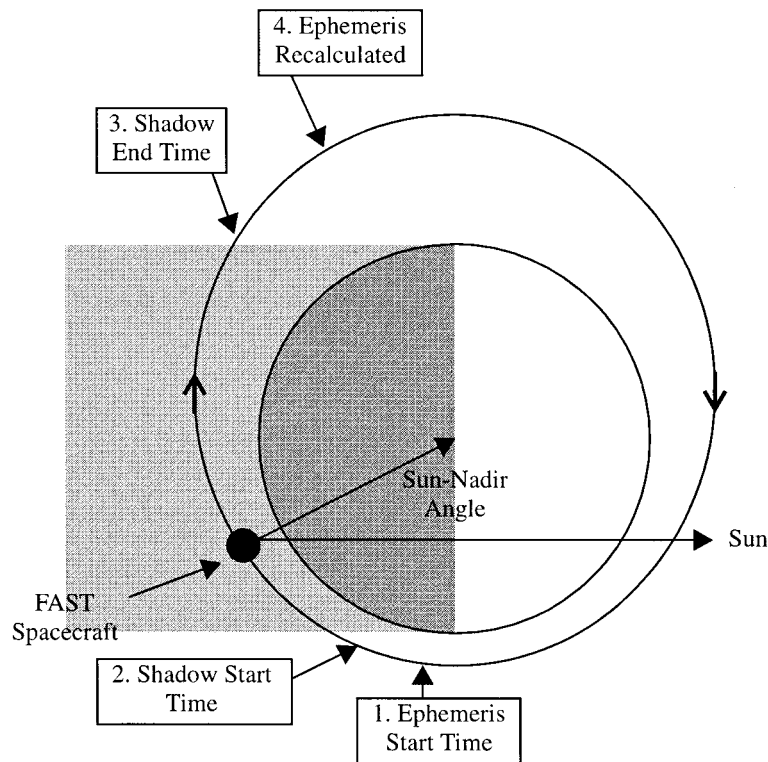 4. Ephemeris
Recalculated
3. Shadow
End Time
Sun-Nadir
Angle
Sun
FAST
Spacecraft
2. Shadow Start
Time
1. Ephemeris
Start Time